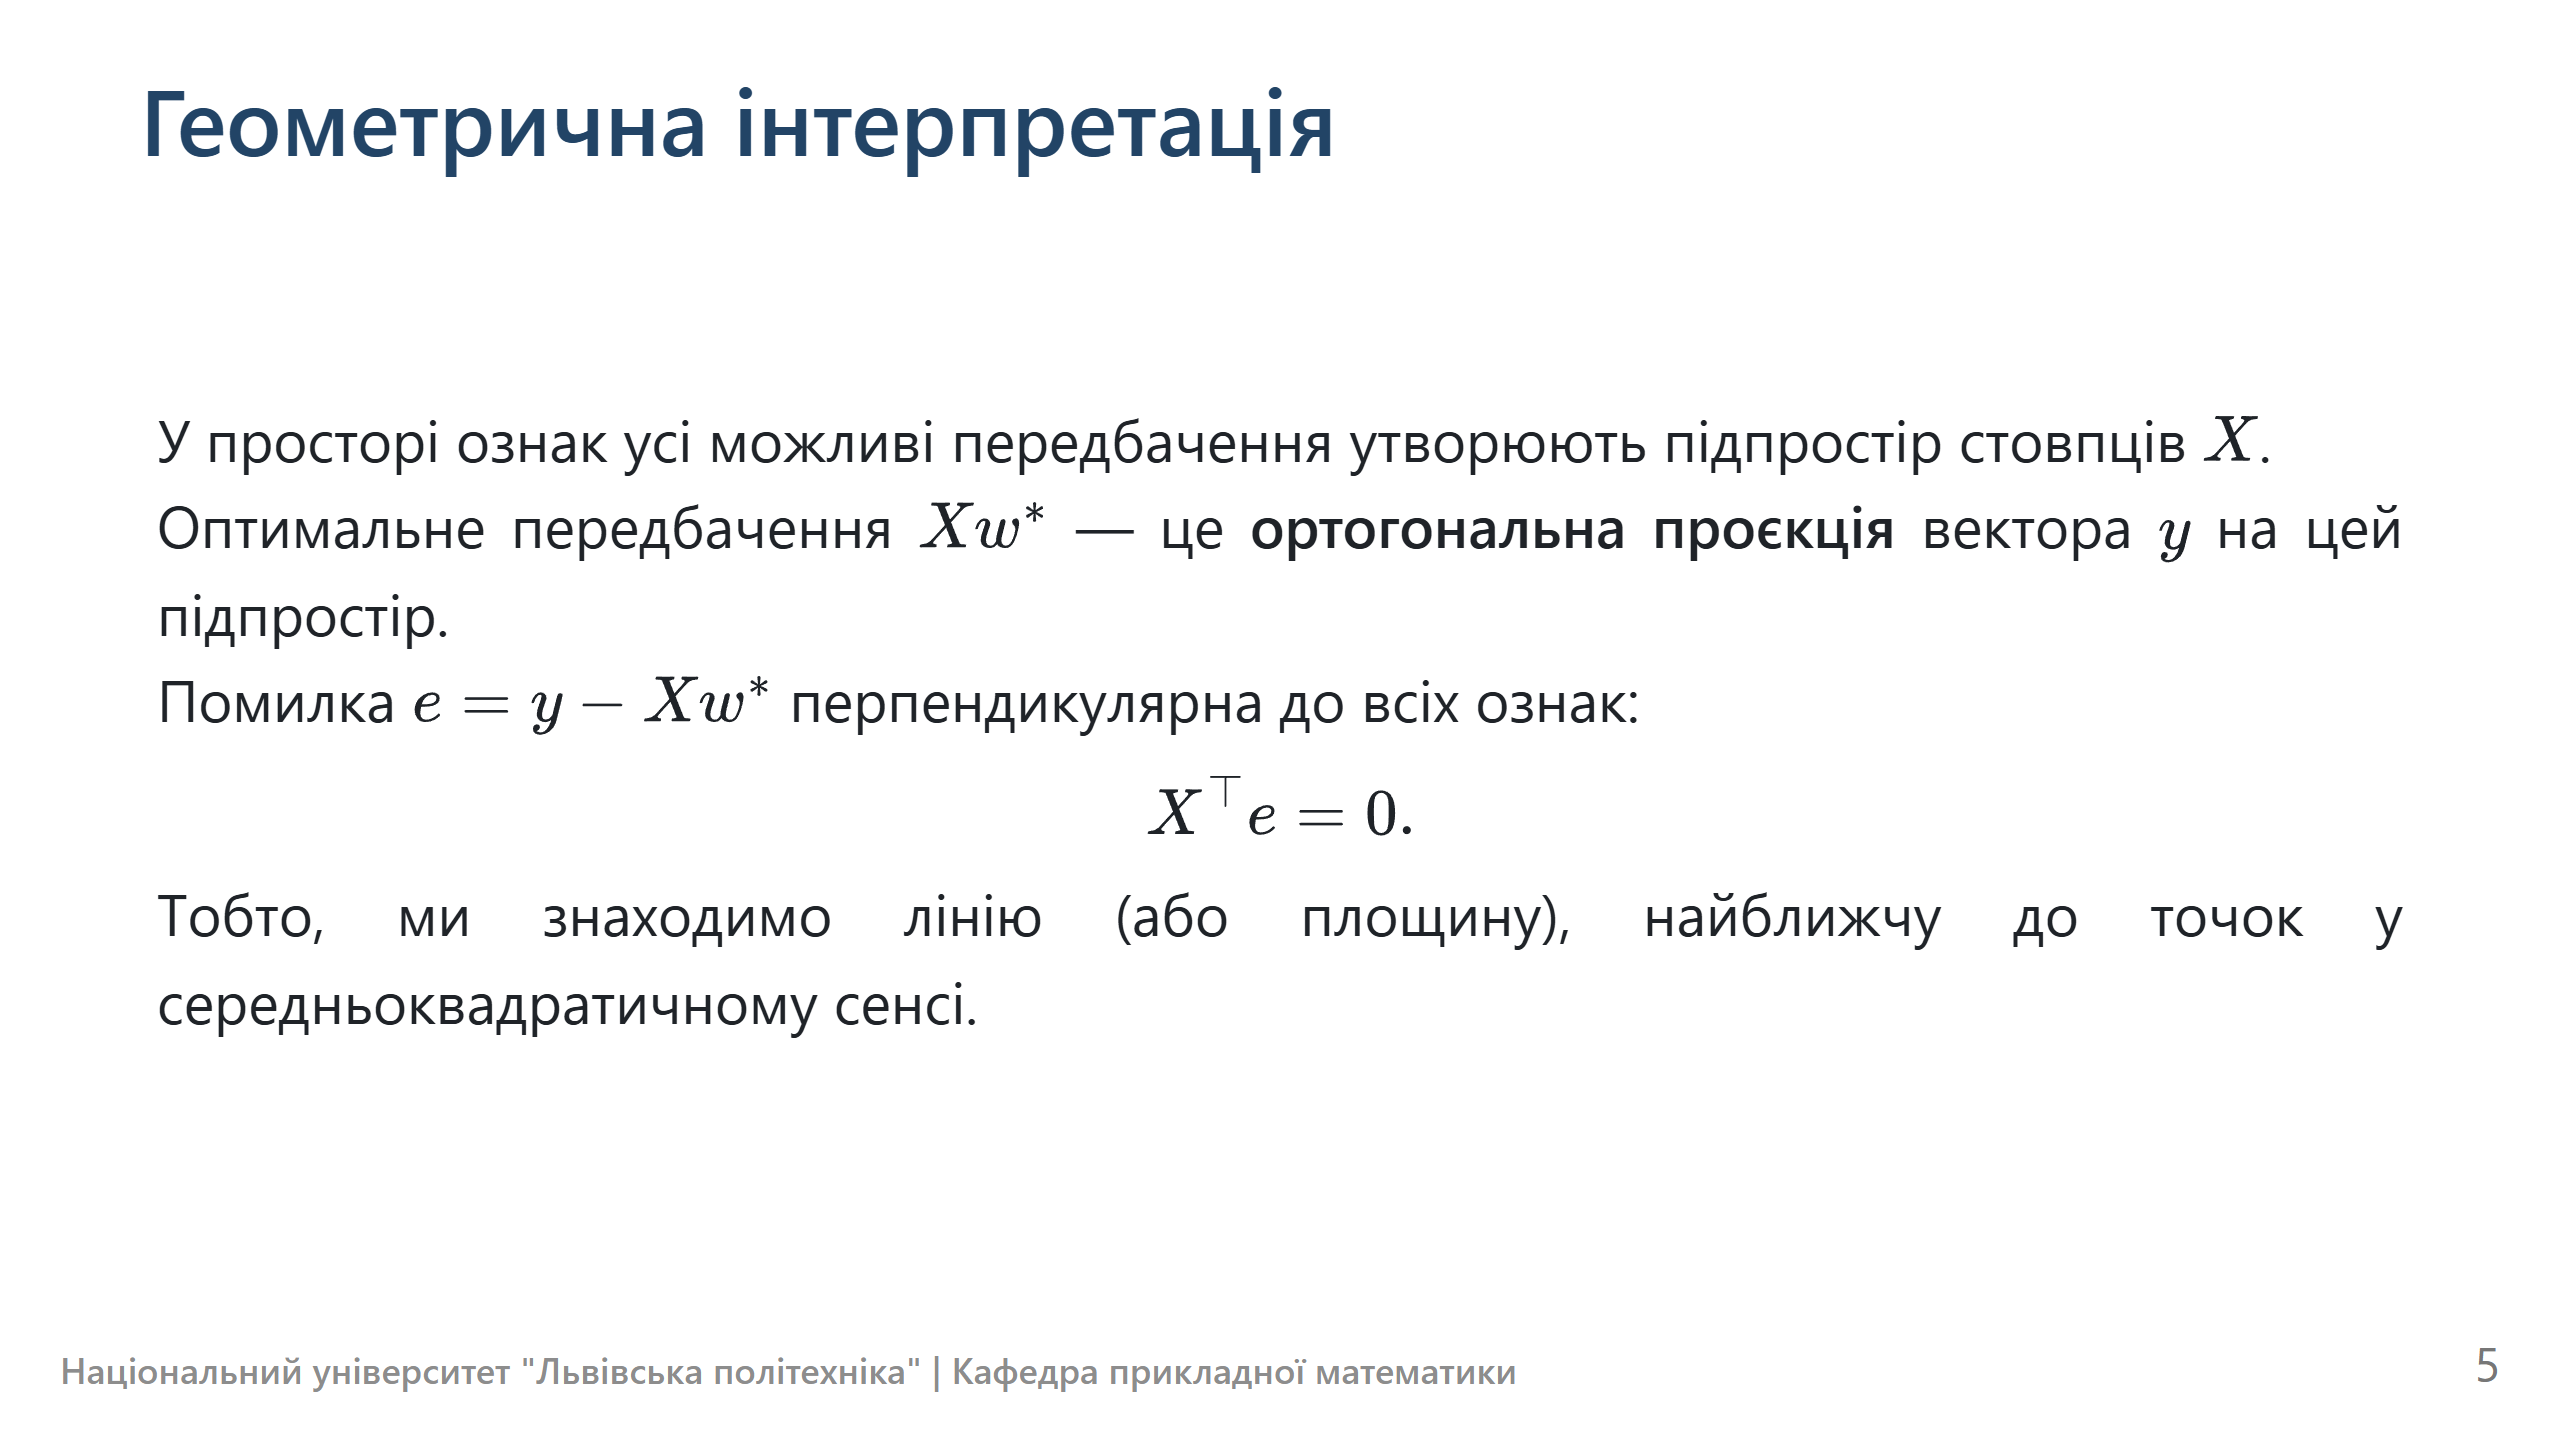 Геометрична інтерпретація
У просторі ознак усі можливі передбачення утворюють підпростір стовпців X.
Оптимальне передбачення Xw* — це ортогональна проєкція вектора y на цей
підпростір.
Помилка e = y − Xw* перпендикулярна до всіх ознак:
X⊤e = 0.
Тобто, ми знаходимо лінію (або площину), найближчу до точок у
середньоквадратичному сенсі.
Національний університет "Львівська політехніка" | Кафедра прикладної математики
5